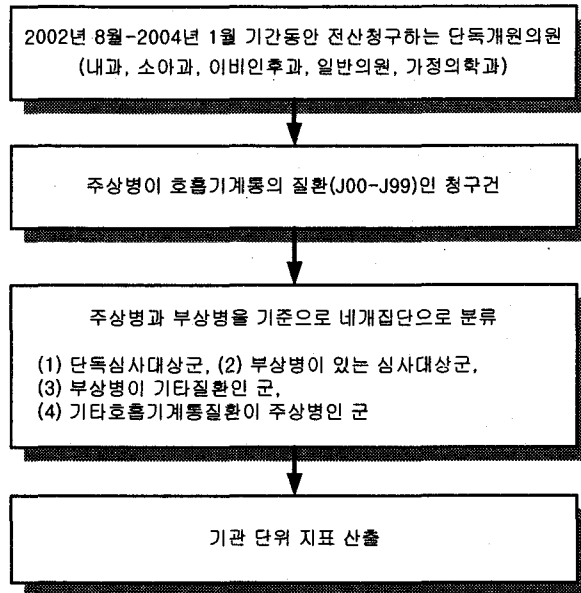 2002년 8월-2004년 1월 기간동안 전산청구하는 단독개원의원
(내과, 소아과, 이비인후과, 일반의원, 가정의학과)
주상병이 호흡기계통의 질환(J00-J99)인 청구건
주상병과 부상병을 기준으로 네개집단으로 분류
(1) 단독심사대상군, (2) 부상병이 있는 심사대상군,
(3) 부상병이 기타질환인 군,
(4) 기타호흡기계통질환이 주상병인 군
기관 단위 지표 산출